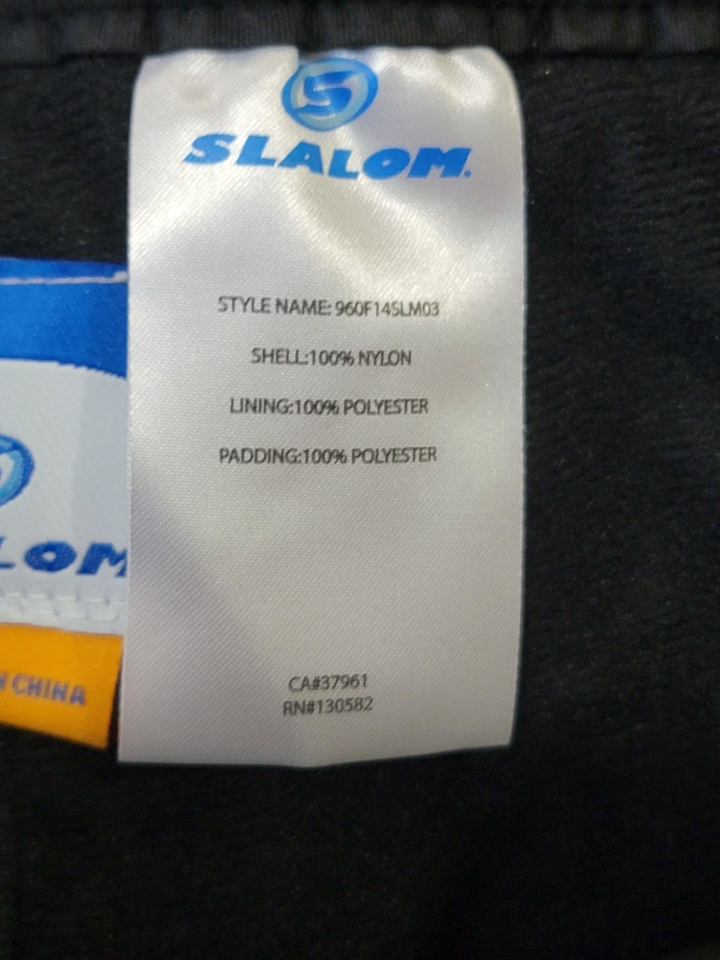 S
SLALOM.
STYLE NAME: 960F14SLM03
SHELL:100% NYLON
LINING:100% POLYESTER
PADDING:100% POLYESTER
CA#37961
RN#130582
LOM
CHINA